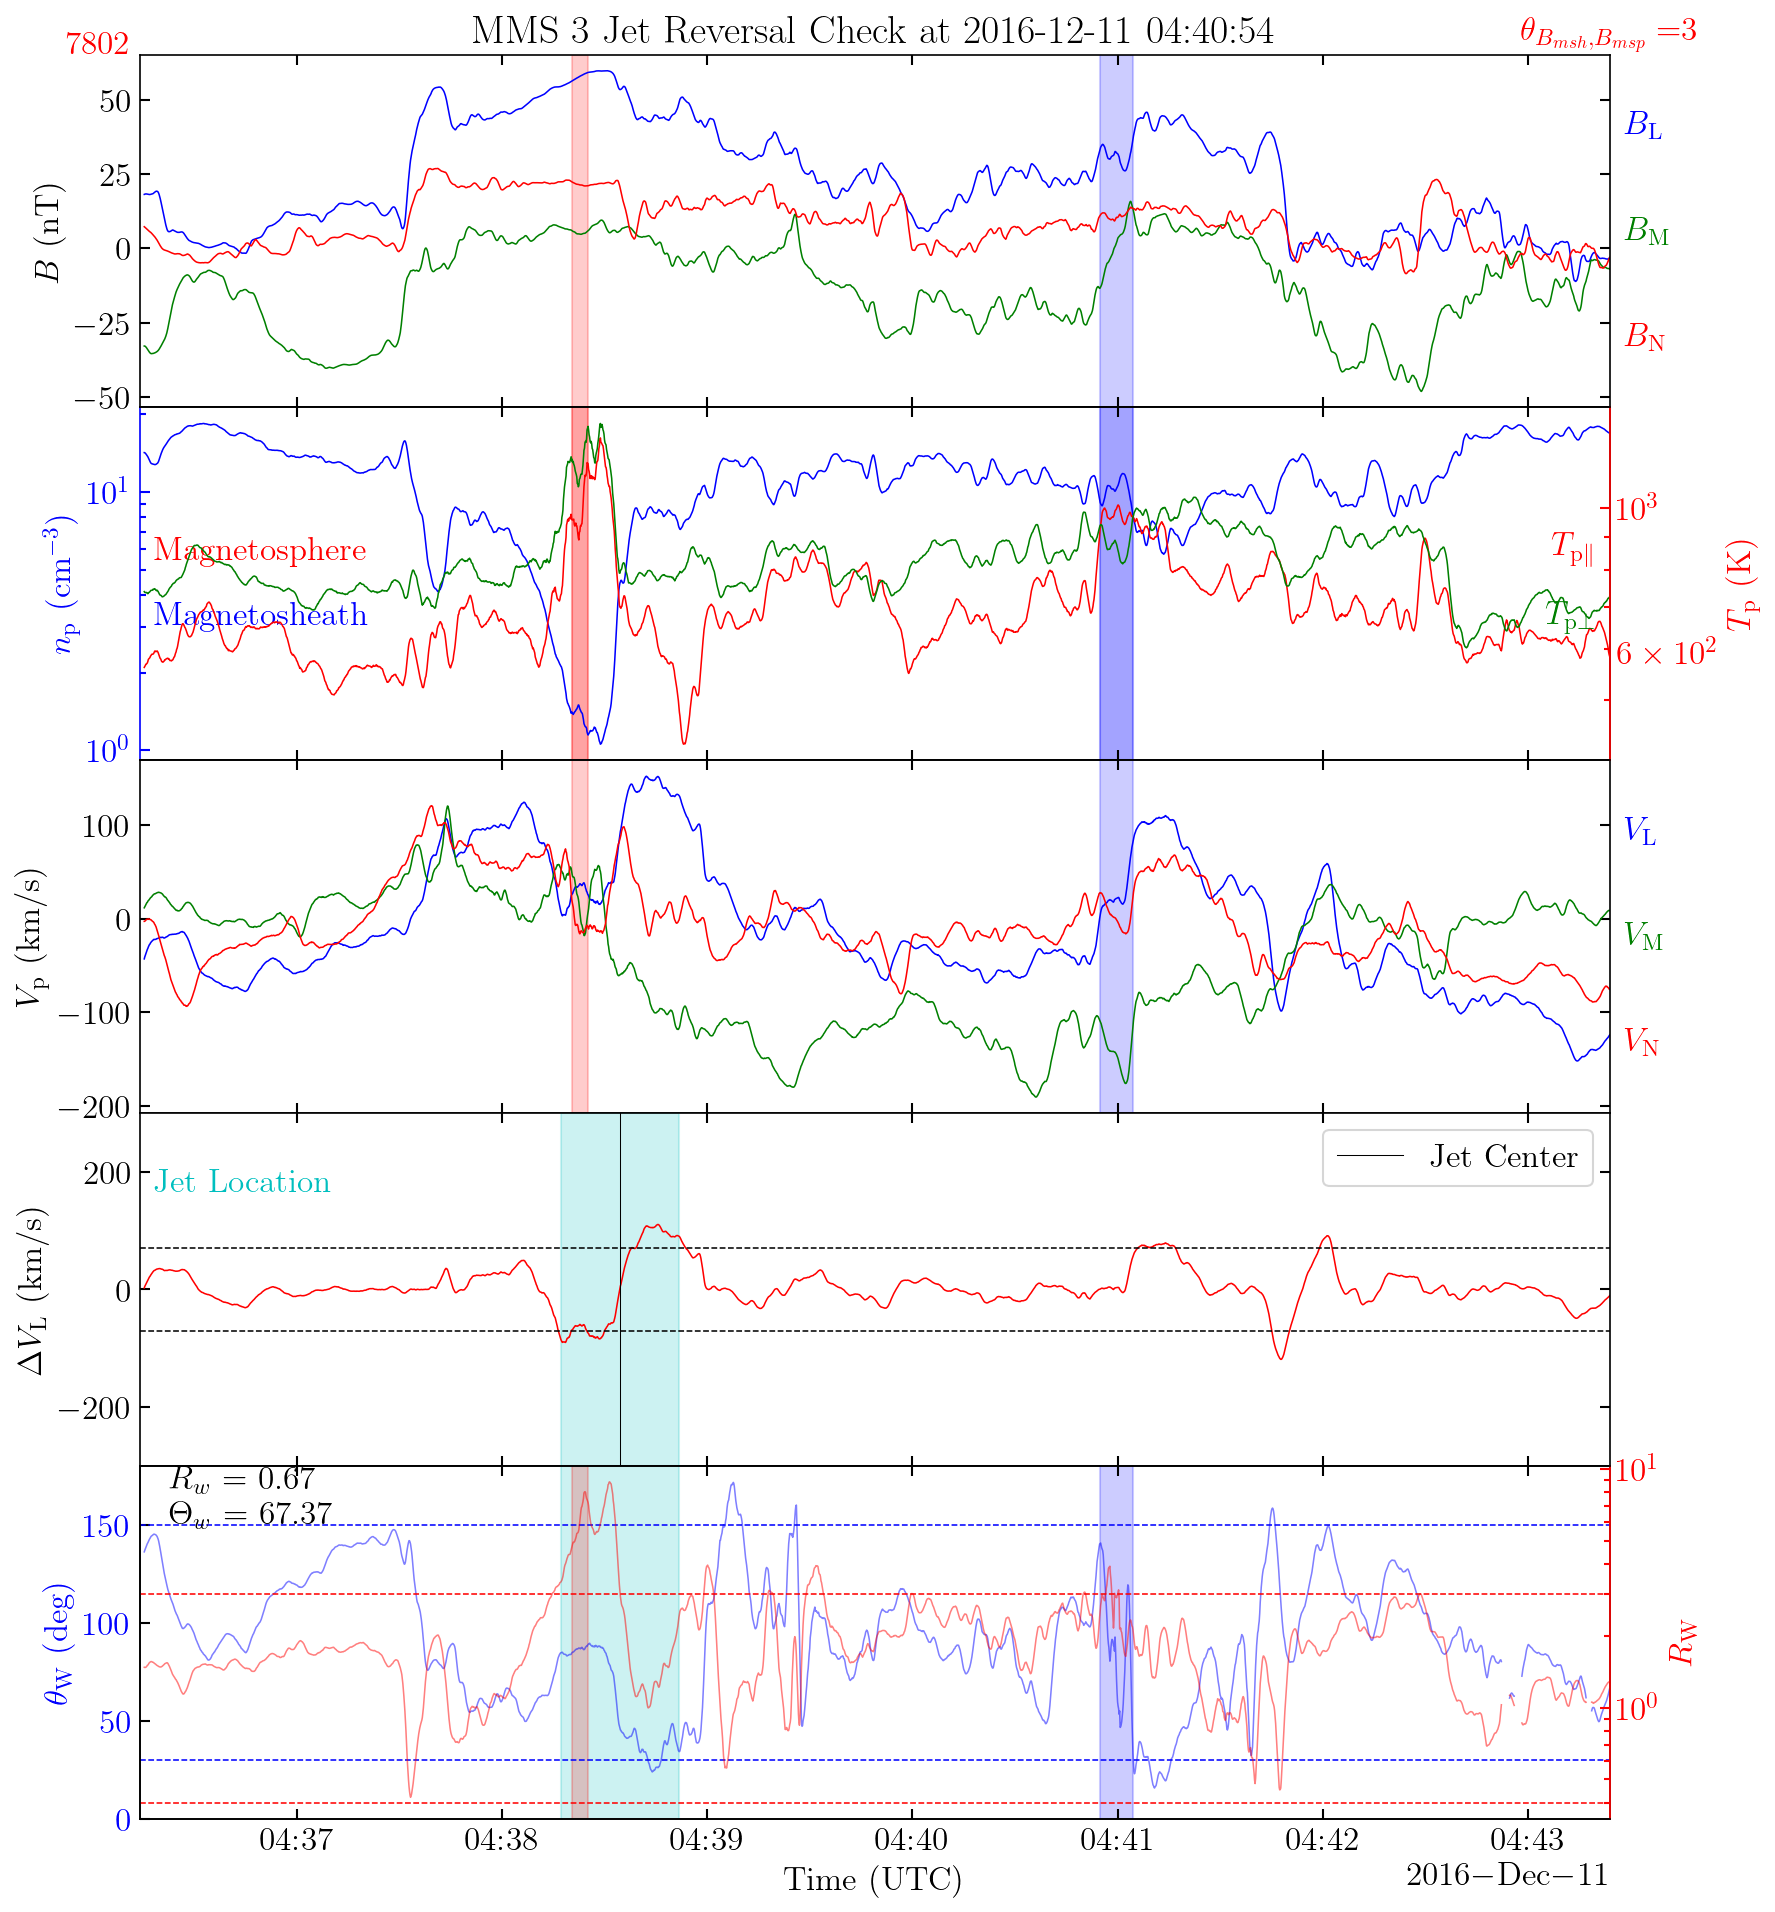 MMS 3 Jet Reversal Check at 2016-12-11 04:40:54
7802
θ_{B_{msh},B_{msp}} =3
50
25
0
−25
−50
B (nT)
B_L
B_M
B_N
10^1
10^0
n_p (cm^{−3})
Magnetosphere
Magnetosheath
10^3
6 × 10^2
T_{p∥}
T_{p⊥}
T_p (K)
100
0
−100
−200
V_p (km/s)
V_L
V_M
V_N
200
0
−200
ΔV_L (km/s)
Jet Location
Jet Center
R_w = 0.67
Θ_w = 67.37
150
100
50
0
θ_W (deg)
10^1
10^0
R_W
04:37 04:38 04:39 04:40 04:41 04:42 04:43
Time (UTC)
2016−Dec−11